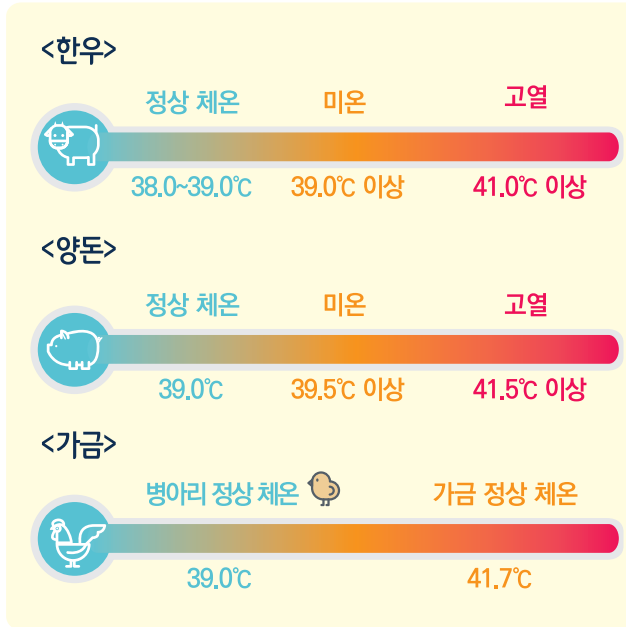 <한우>
정상 체온 미온 고열
38.0~39.0℃ 39.0℃ 이상 41.0℃ 이상
<양돈>
정상 체온 미온 고열
39.0℃ 39.5℃ 이상 41.5℃ 이상
<가금>
병아리 정상 체온 가금 정상 체온
39.0℃ 41.7℃